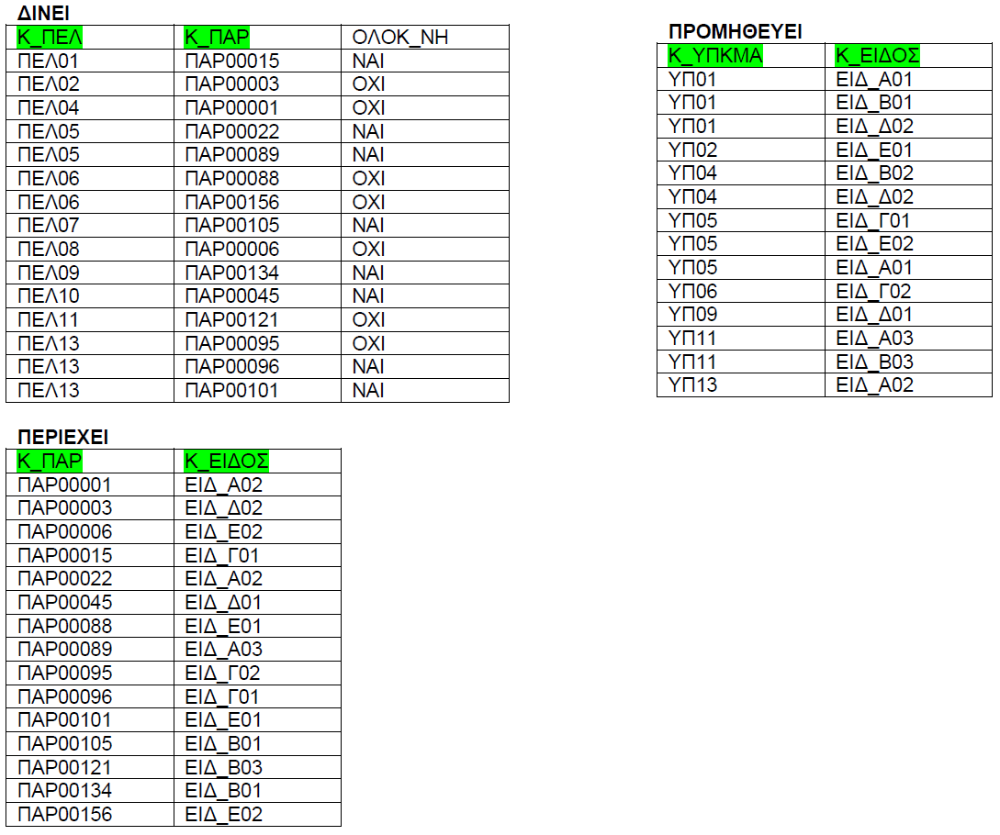 ΔΙΝΕΙ
Κ_ΠΕΛ Κ_ΠΑΡ ΟΛΟΚ_ΝΗ
ΠΕΛ01 ΠΑΡ00015 ΝΑΙ
ΠΕΛ02 ΠΑΡ00003 ΟΧΙ
ΠΕΛ04 ΠΑΡ00001 ΟΧΙ
ΠΕΛ05 ΠΑΡ00022 ΝΑΙ
ΠΕΛ05 ΠΑΡ00089 ΝΑΙ
ΠΕΛ06 ΠΑΡ00088 ΟΧΙ
ΠΕΛ06 ΠΑΡ00156 ΟΧΙ
ΠΕΛ07 ΠΑΡ00105 ΝΑΙ
ΠΕΛ08 ΠΑΡ00006 ΟΧΙ
ΠΕΛ09 ΠΑΡ00134 ΝΑΙ
ΠΕΛ10 ΠΑΡ00045 ΝΑΙ
ΠΕΛ11 ΠΑΡ00121 ΟΧΙ
ΠΕΛ13 ΠΑΡ00095 ΟΧΙ
ΠΕΛ13 ΠΑΡ00096 ΝΑΙ
ΠΕΛ13 ΠΑΡ00101 ΝΑΙ
ΠΡΟΜΗΘΕΥΕΙ
Κ_ΥΠΚΜΑ Κ_ΕΙΔΟΣ
ΥΠ01 ΕΙΔ_Α01
ΥΠ01 ΕΙΔ_Β01
ΥΠ01 ΕΙΔ_Δ02
ΥΠ02 ΕΙΔ_Ε01
ΥΠ04 ΕΙΔ_Β02
ΥΠ04 ΕΙΔ_Δ02
ΥΠ05 ΕΙΔ_Γ01
ΥΠ05 ΕΙΔ_Ε02
ΥΠ05 ΕΙΔ_Α01
ΥΠ06 ΕΙΔ_Γ02
ΥΠ09 ΕΙΔ_Δ01
ΥΠ11 ΕΙΔ_Α03
ΥΠ11 ΕΙΔ_Β03
ΥΠ13 ΕΙΔ_Α02
ΠΕΡΙΕΧΕΙ
Κ_ΠΑΡ Κ_ΕΙΔΟΣ
ΠΑΡ00001 ΕΙΔ_Α02
ΠΑΡ00003 ΕΙΔ_Δ02
ΠΑΡ00006 ΕΙΔ_Ε02
ΠΑΡ00015 ΕΙΔ_Γ01
ΠΑΡ00022 ΕΙΔ_Α02
ΠΑΡ00045 ΕΙΔ_Δ01
ΠΑΡ00088 ΕΙΔ_Ε01
ΠΑΡ00089 ΕΙΔ_Α03
ΠΑΡ00095 ΕΙΔ_Γ02
ΠΑΡ00096 ΕΙΔ_Γ01
ΠΑΡ00101 ΕΙΔ_Ε01
ΠΑΡ00105 ΕΙΔ_Β01
ΠΑΡ00121 ΕΙΔ_Β03
ΠΑΡ00134 ΕΙΔ_Β01
ΠΑΡ00156 ΕΙΔ_Ε02